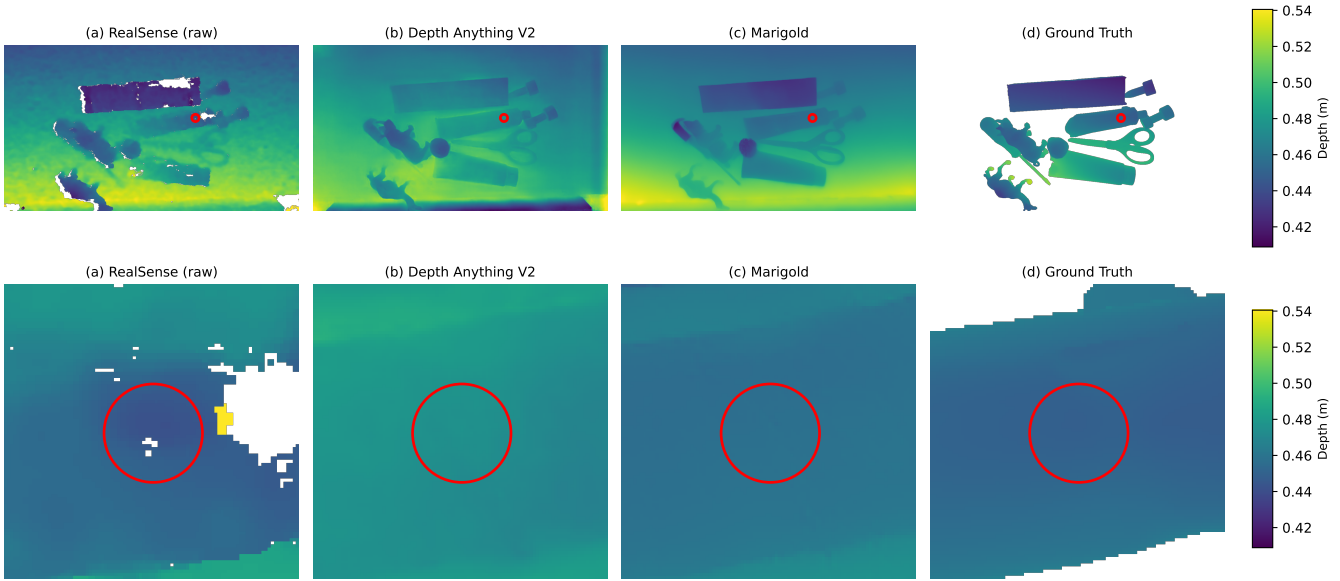 (a) RealSense (raw)
(b) Depth Anything V2
(c) Marigold
(d) Ground Truth
0.54
0.52
0.50
0.48
0.46
0.44
0.42
Depth (m)
(a) RealSense (raw)
(b) Depth Anything V2
(c) Marigold
(d) Ground Truth
0.54
0.52
0.50
0.48
0.46
0.44
0.42
Depth (m)